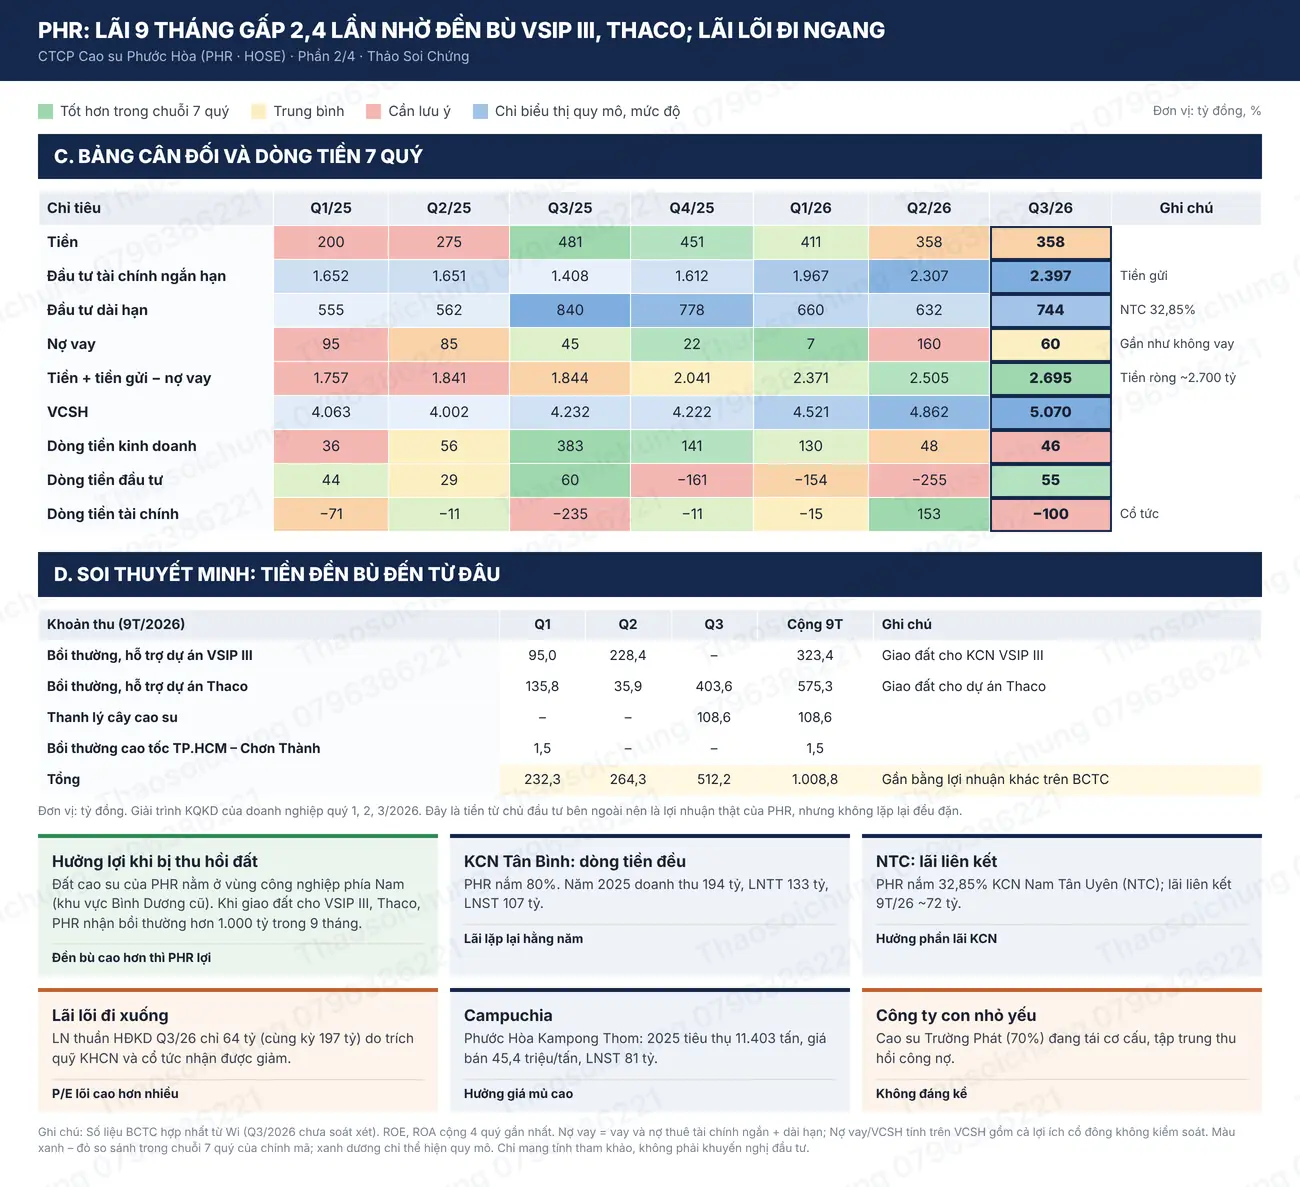 PHR: LÃI 9 THÁNG GẤP 2,4 LẦN NHỜ ĐỀN BÙ VSIP III, THACO; LÃI LÕI ĐI NGANG
CTCP Cao su Phước Hòa (PHR · HOSE) · Phần 2/4 · Thảo Soi Chứng
Tốt hơn trong chuỗi 7 quý Trung bình Cần lưu ý Chỉ biểu thị quy mô, mức độ Đơn vị: tỷ đồng, %
C. BẢNG CÂN ĐỐI VÀ DÒNG TIỀN 7 QUÝ
Chỉ tiêu Q1/25 Q2/25 Q3/25 Q4/25 Q1/26 Q2/26 Q3/26 Ghi chú
Tiền 200 275 481 451 411 358 358
Đầu tư tài chính ngắn hạn 1.652 1.651 1.408 1.612 1.967 2.307 2.397 Tiền gửi
Đầu tư dài hạn 555 562 840 778 660 632 744 NTC 32,85%
Nợ vay 95 85 45 22 7 160 60 Gần như không vay
Tiền + tiền gửi − nợ vay 1.757 1.841 1.844 2.041 2.371 2.505 2.695 Tiền ròng ~2.700 tỷ
VCSH 4.063 4.002 4.232 4.222 4.521 4.862 5.070
Dòng tiền kinh doanh 36 56 383 141 130 48 46
Dòng tiền đầu tư 44 29 60 −161 −154 −255 55
Dòng tiền tài chính −71 −11 −235 −11 −15 153 −100 Cổ tức
D. SOI THUYẾT MINH: TIỀN ĐỀN BÙ ĐẾN TỪ ĐÂU
Khoản thu (9T/2026) Q1 Q2 Q3 Cộng 9T Ghi chú
Bồi thường, hỗ trợ dự án VSIP III 95,0 228,4 – 323,4 Giao đất cho KCN VSIP III
Bồi thường, hỗ trợ dự án Thaco 135,8 35,9 403,6 575,3 Giao đất cho dự án Thaco
Thanh lý cây cao su – – 108,6 108,6
Bồi thường cao tốc TP.HCM – Chơn Thành 1,5 – – 1,5
Tổng 232,3 264,3 512,2 1.008,8 Gần bằng lợi nhuận khác trên BCTC
Đơn vị: tỷ đồng. Giải trình KQKD của doanh nghiệp quý 1, 2, 3/2026. Đây là tiền từ chủ đầu tư bên ngoài nên là lợi nhuận thật của PHR, nhưng không lặp lại đều đặn.
Hưởng lợi khi bị thu hồi đất
Đất cao su của PHR nằm ở vùng công nghiệp phía Nam
(khu vực Bình Dương cũ). Khi giao đất cho VSIP III, Thaco,
PHR nhận bồi thường hơn 1.000 tỷ trong 9 tháng.
Đền bù cao hơn thì PHR lợi
KCN Tân Bình: dòng tiền đều
PHR nắm 80%. Năm 2025 doanh thu 194 tỷ, LNTT 133 tỷ,
LNST 107 tỷ.
Lãi lặp lại hằng năm
NTC: lãi liên kết
PHR nắm 32,85% KCN Nam Tân Uyên (NTC); lãi liên kết
9T/26 ~72 tỷ.
Hưởng phần lãi KCN
Lãi lõi đi xuống
LN thuần HĐKD Q3/26 chỉ 64 tỷ (cùng kỳ 197 tỷ) do trích
quỹ KHCN và cổ tức nhận được giảm.
P/E lõi cao hơn nhiều
Campuchia
Phước Hòa Kampong Thom: 2025 tiêu thụ 11.403 tấn, giá
bán 45,4 triệu/tấn, LNST 81 tỷ.
Hưởng giá mủ cao
Công ty con nhỏ yếu
Cao su Trường Phát (70%) đang tái cơ cấu, tập trung thu
hồi công nợ.
Không đáng kể
Ghi chú: Số liệu BCTC hợp nhất từ Wi (Q3/2026 chưa soát xét). ROE, ROA cộng 4 quý gần nhất. Nợ vay = vay và nợ thuê tài chính ngắn + dài hạn; Nợ vay/VCSH tính trên VCSH gồm cả lợi ích cổ đông không kiểm soát. Màu
xanh – đỏ so sánh trong chuỗi 7 quý của chính mã; xanh dương chỉ thể hiện quy mô. Chỉ mang tính tham khảo, không phải khuyến nghị đầu tư.
Thaosoichung 0796386221